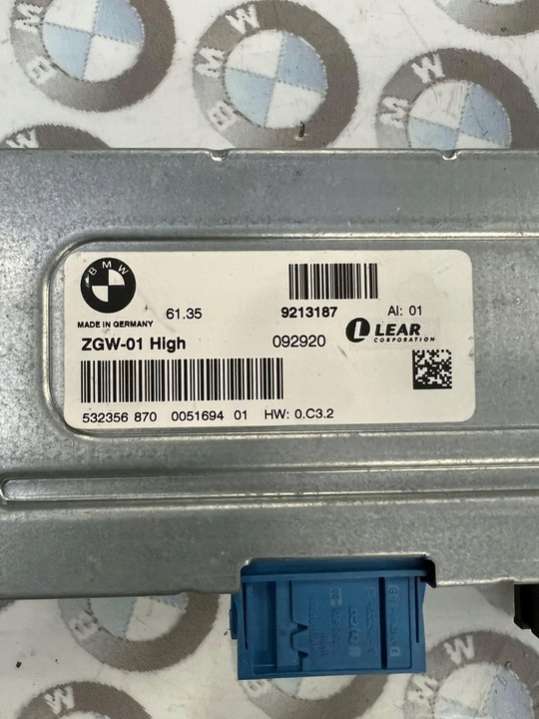 BMW
BMW
BMW
BMW
61.35
9213187
AI: 01
MADE IN GERMANY
ZGW-01 High
092920
LEAR
CORPORATION
532356 870 0051694 01 HW: 0.C3.2